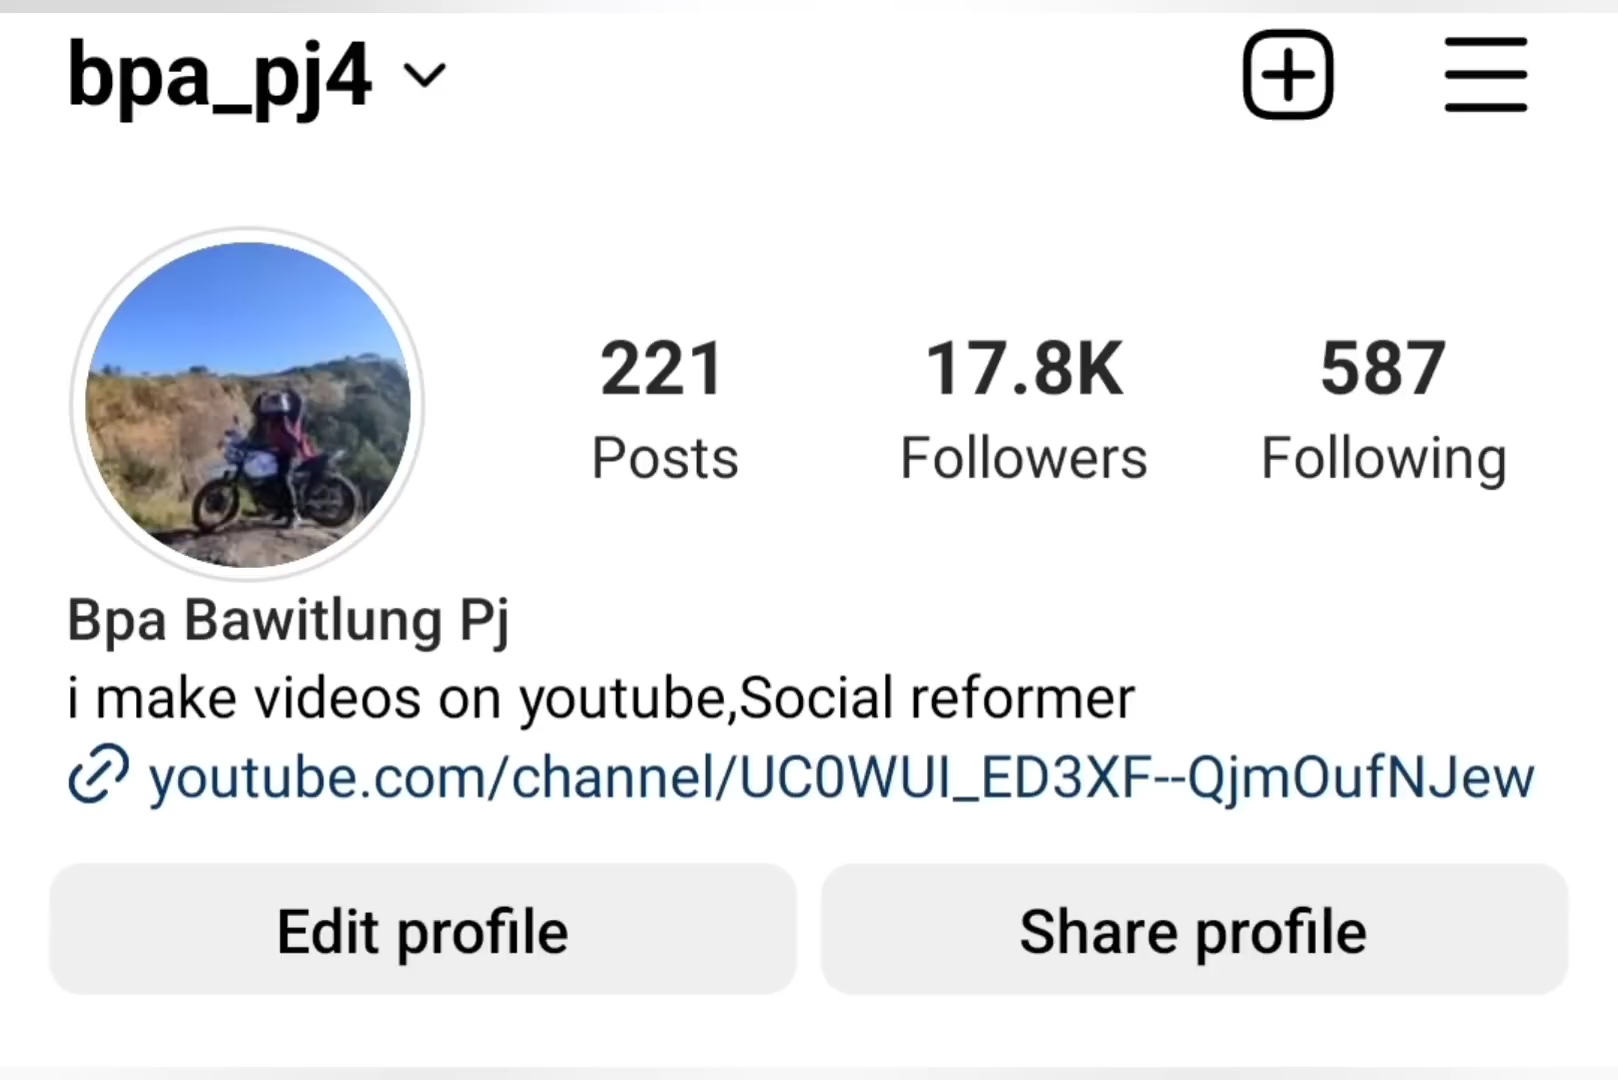 bpa_pj4
221 17.8K 587
Posts Followers Following
Bpa Bawitlung Pj
i make videos on youtube,Social reformer
youtube.com/channel/UC0WUI_ED3XF--QjmOufNJew
Edit profile Share profile